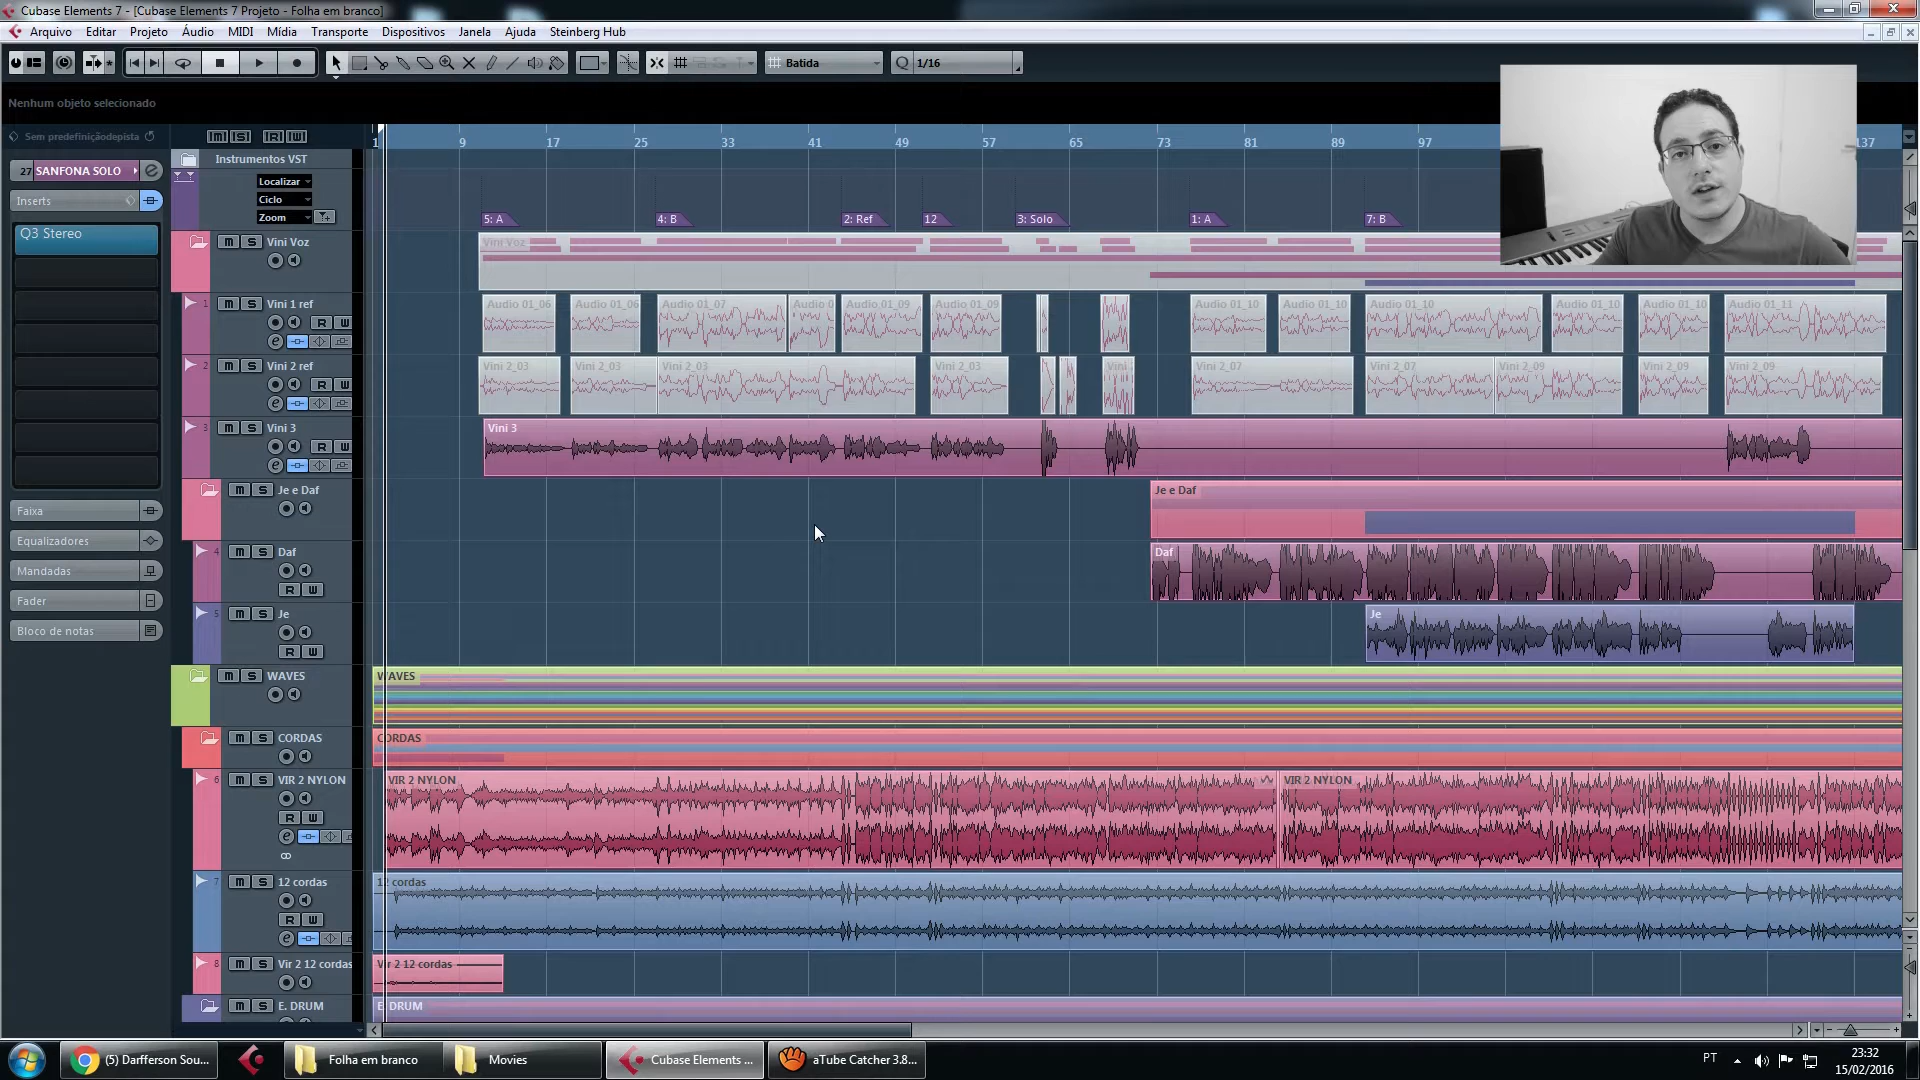 Cubase Elements 7 - [Cubase Elements 7 Projeto - Folha em branco]
Arquivo Editar Projeto Áudio MIDI Mídia Transporte Dispositivos Janela Ajuda Steinberg Hub
Batida Q 1/16
Nenhum objeto selecionado
Sem predefiniçãodepista
M S R W
1 9 17 25 33 41 49 57 65 73 81 89 97 137
Instrumentos VST
27 SANFONA SOLO
Localizar
Inserts
Ciclo
Zoom
5: A 4: B 2: Ref 12 3: Solo 1: A 7: B
Q3 Stereo
m S Vini Voz
Vini Voz
1 m S Vini 1 ref
R W
Audio 01_06 Audio 01_06 Audio 01_07 Audio 0 Audio 01_09 Audio 01_09 Audio 01_10 Audio 01_10 Audio 01_10 Audio 01_10 Audio 01_10 Audio 01_11
e
2 m S Vini 2 ref
R W
Vini 2_03 Vini 2_03 Vini 2_03 Vini 2_03 Vini Vini 2_07 Vini 2_07 Vini 2_09 Vini 2_09 Vini 2_09
e
3 m S Vini 3
R W
Vini 3
e
m S Je e Daf
Je e Daf
Faixa
Equalizadores
4 m S Daf
R W
Daf
Mandadas
Fader
5 m S Je
R W
Je
Bloco de notas
m S WAVES
WAVES
m S CORDAS
CORDAS
6 m S VIR 2 NYLON
R W
e
VIR 2 NYLON VIR 2 NYLON
7 m S 12 cordas
R W
e
12 cordas
8 m S Vir 2 12 cordas
Vir 2 12 cordas
m S E. DRUM
E. DRUM
(5) Darfferson Sou... Folha em branco Movies Cubase Elements ... aTube Catcher 3.8...
PT
23:32
15/02/2016